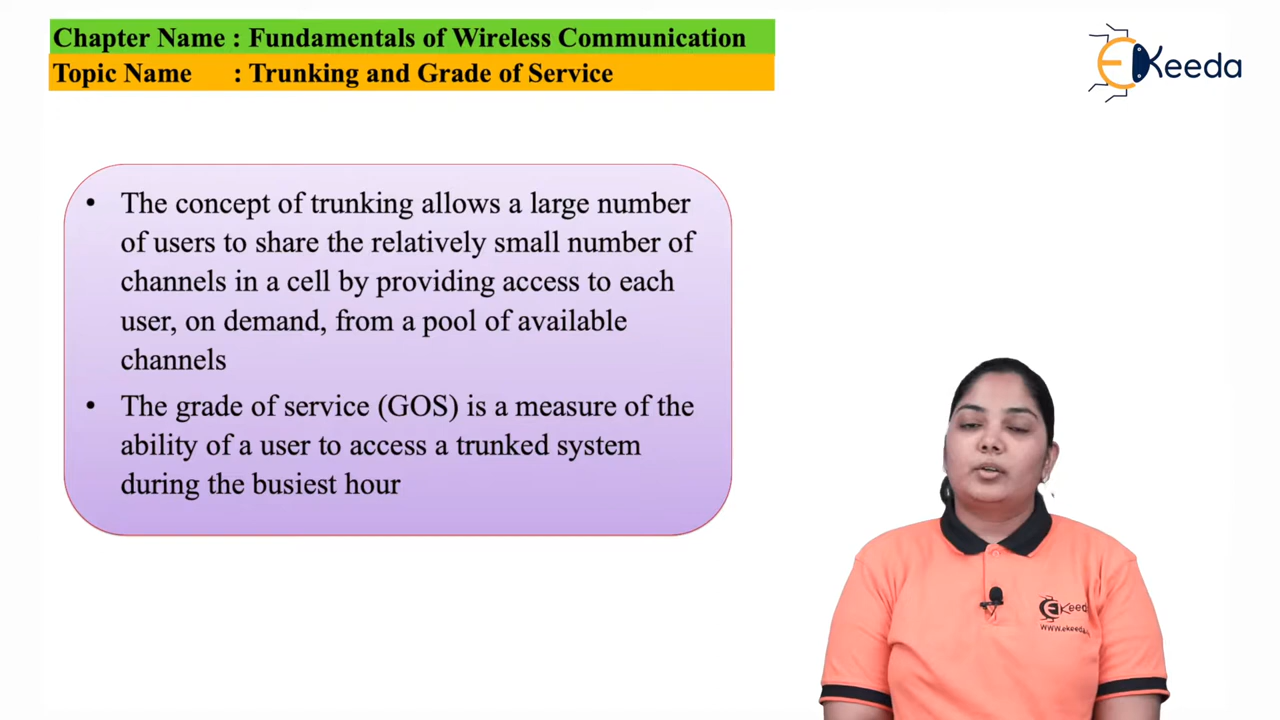 Chapter Name : Fundamentals of Wireless Communication
Topic Name : Trunking and Grade of Service
EKeeda
• The concept of trunking allows a large number
of users to share the relatively small number of
channels in a cell by providing access to each
user, on demand, from a pool of available
channels
• The grade of service (GOS) is a measure of the
ability of a user to access a trunked system
during the busiest hour